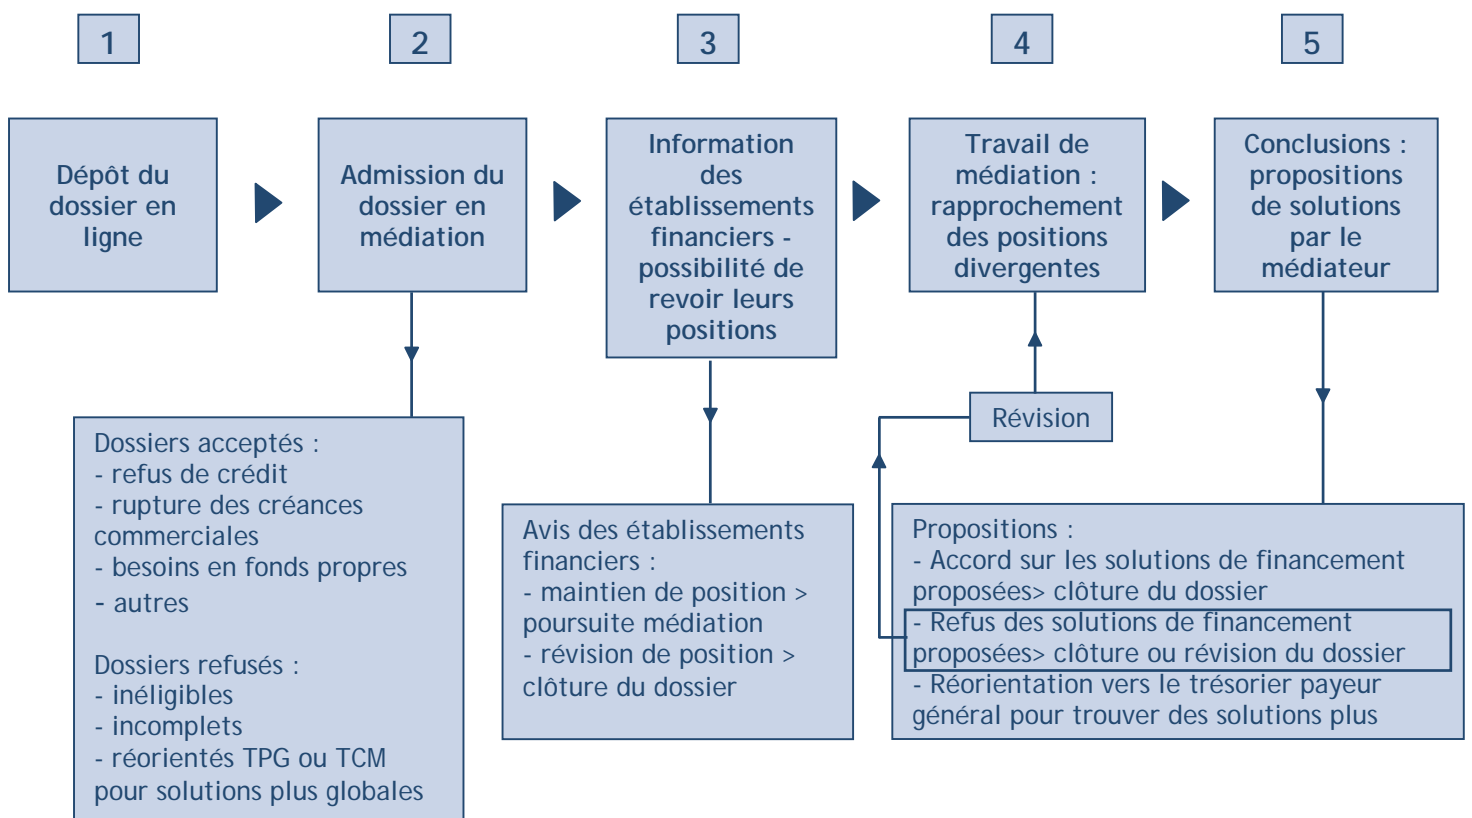 1
2
3
4
5
Dépôt du
dossier en
ligne
Admission du
dossier en
médiation
Information
des
établissements
financiers -
possibilité de
revoir leurs
positions
Travail de
médiation :
rapprochement
des positions
divergentes
Conclusions :
propositions
de solutions
par le
médiateur
Révision
Dossiers acceptés :
- refus de crédit
- rupture des créances
commerciales
- besoins en fonds propres
- autres
Dossiers refusés :
- inéligibles
- incomplets
- réorientés TPG ou TCM
pour solutions plus globales
Avis des établissements
financiers :
- maintien de position >
poursuite médiation
- révision de position >
clôture du dossier
Propositions :
- Accord sur les solutions de financement
proposées> clôture du dossier
- Refus des solutions de financement
proposées> clôture ou révision du dossier
- Réorientation vers le trésorier payeur
général pour trouver des solutions plus